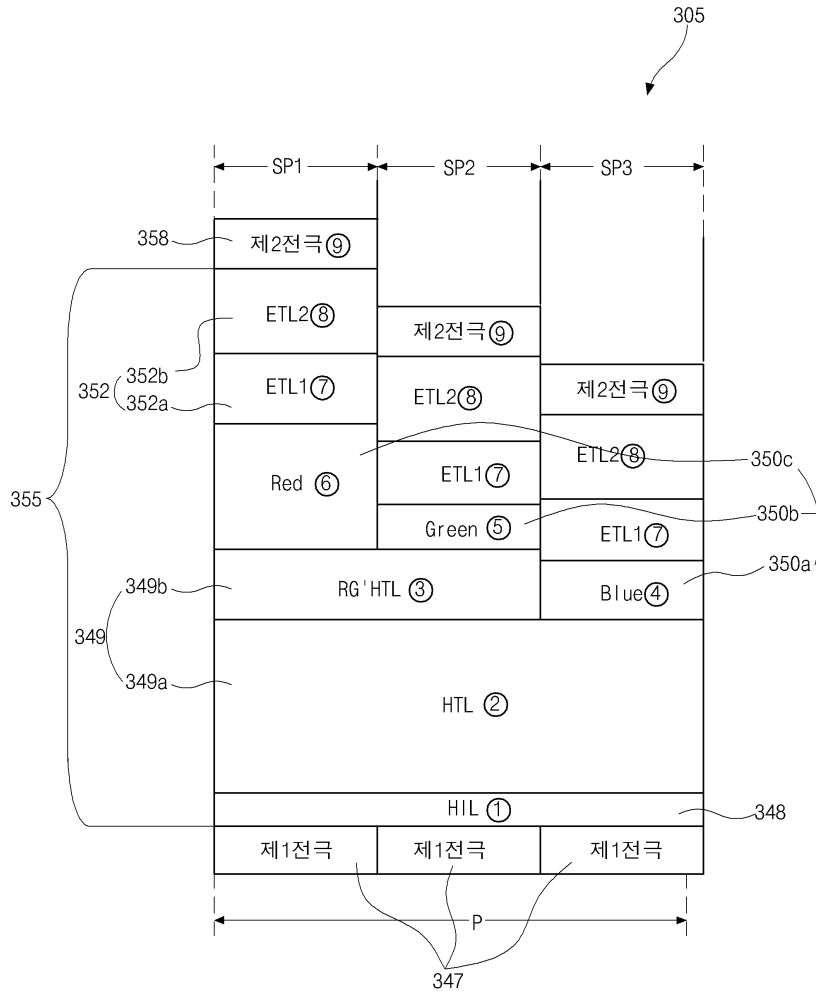 305
SP1 SP2 SP3
358 제2전극⑨
ETL2⑧
제2전극⑨
352b
352
352a
ETL1⑦
ETL2⑧
제2전극⑨
ETL2⑧
350c
355
Red ⑥
ETL1⑦
Green ⑤
350b
ETL1⑦
350a
349b
RG'HTL ③
Blue④
349
349a
HTL ②
HIL ①
348
제1전극 제1전극 제1전극
P
347